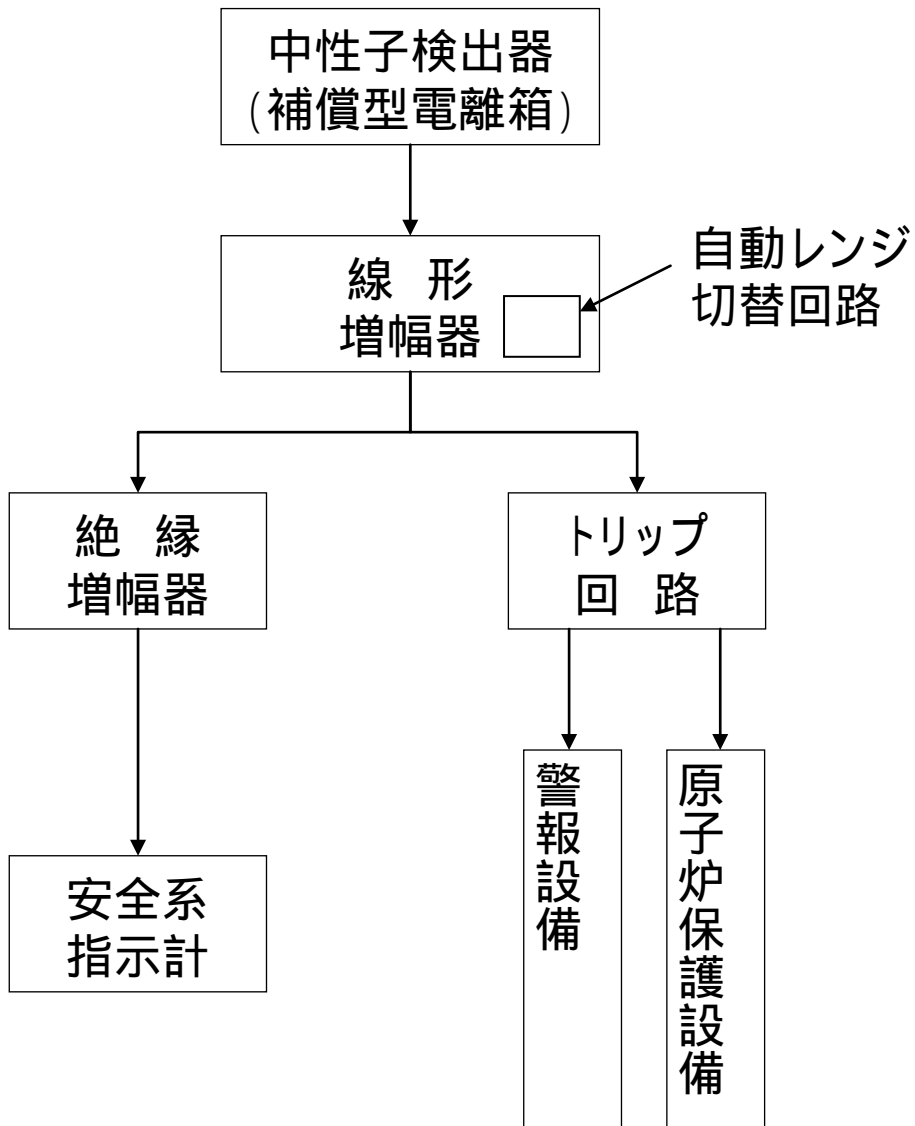 中性子検出器
(補償型電離箱)
線 形
増幅器
自動レンジ
切替回路
絶 縁
増幅器
トリップ
回 路
安全系
指示計
警報設備
原子炉保護設備